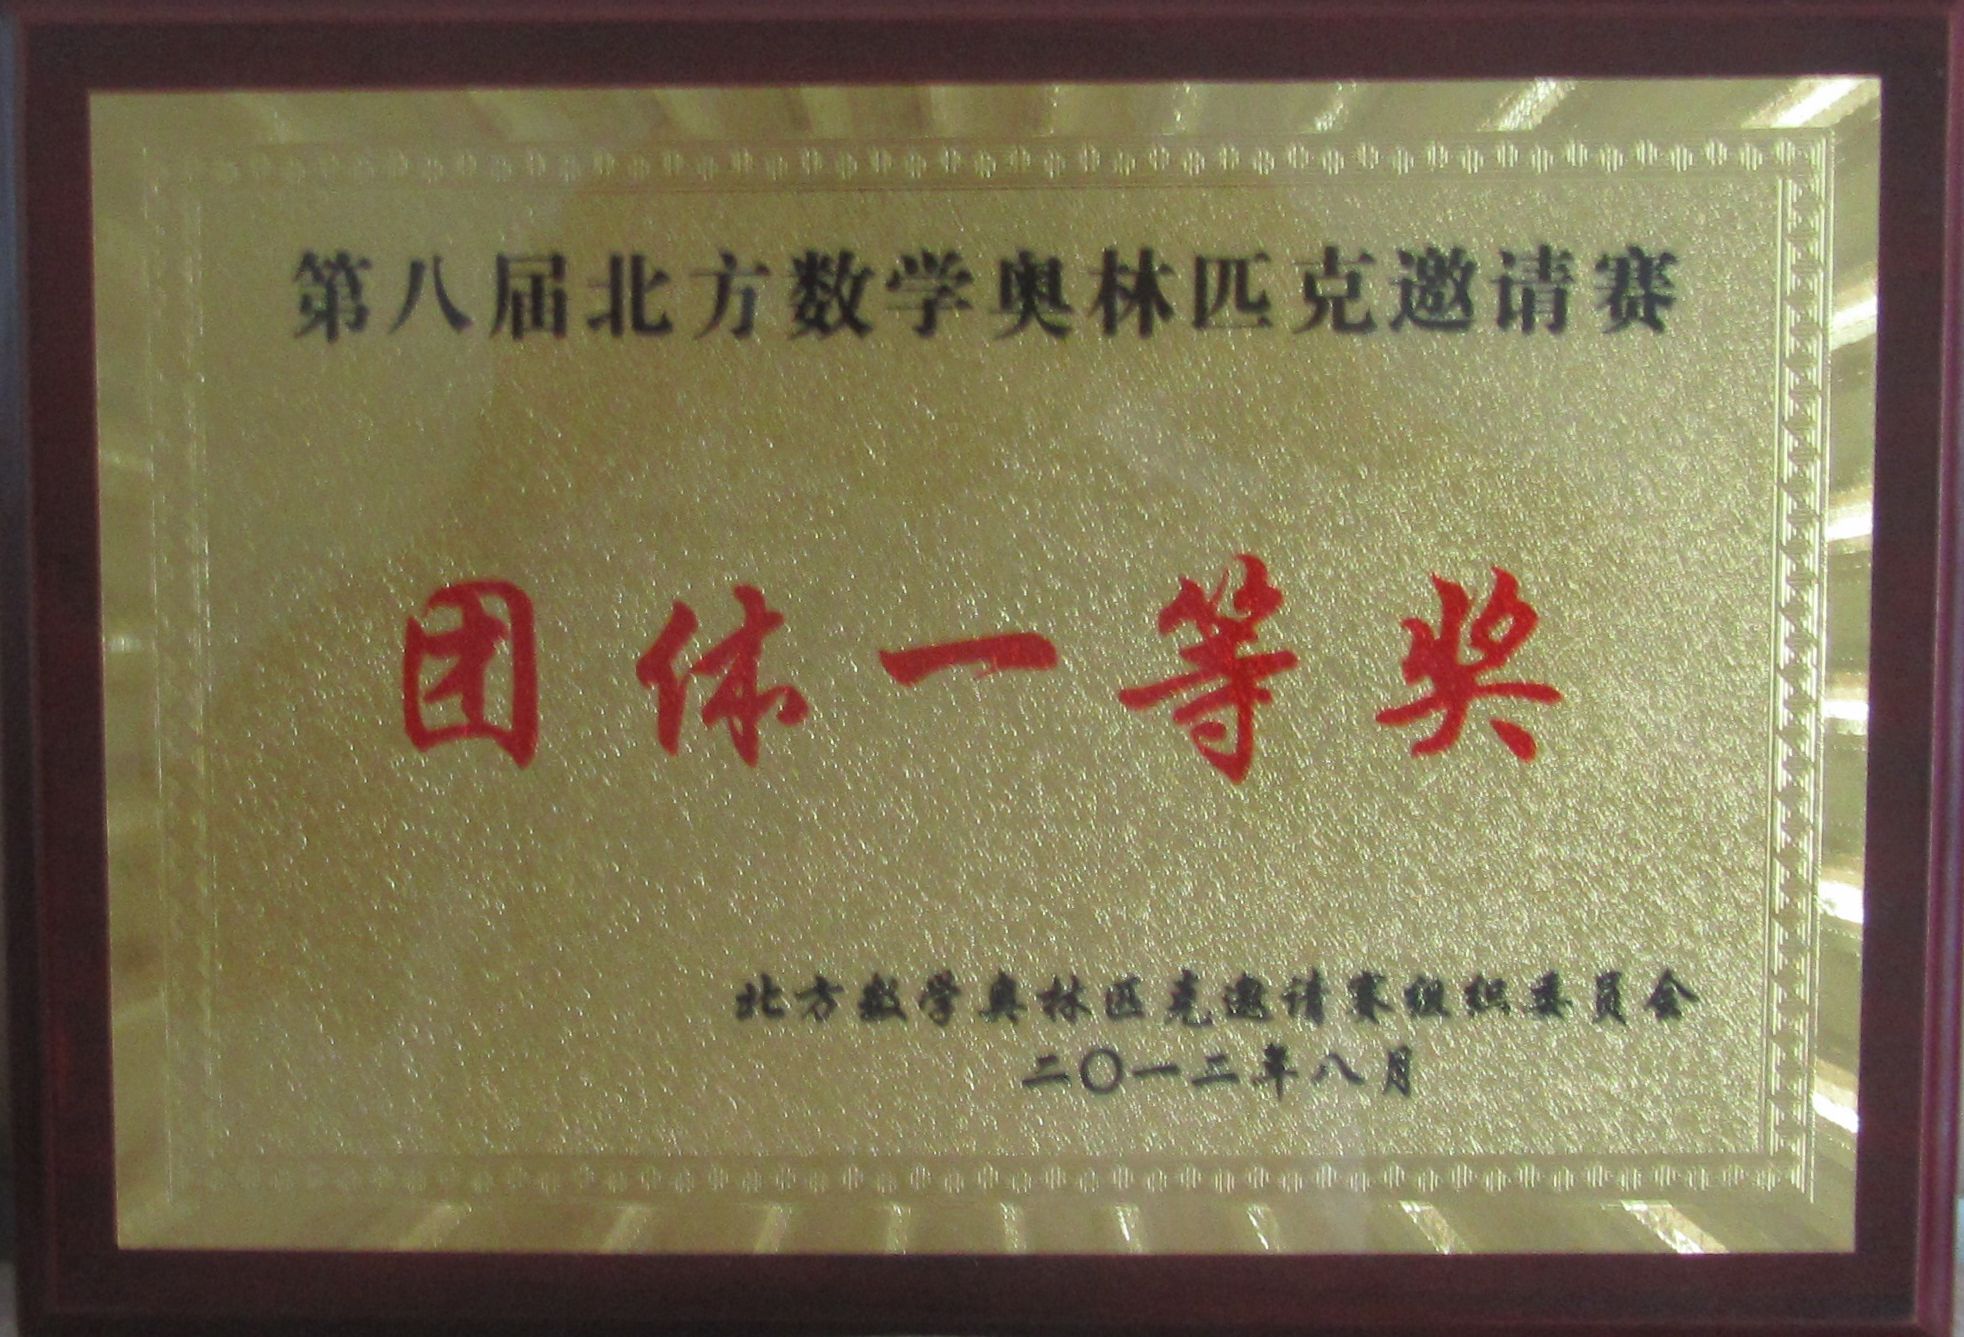 第八届北方数学奥林匹克邀请赛
团体一等奖
北方数学奥林匹克邀请赛组织委员会
二〇一二年八月